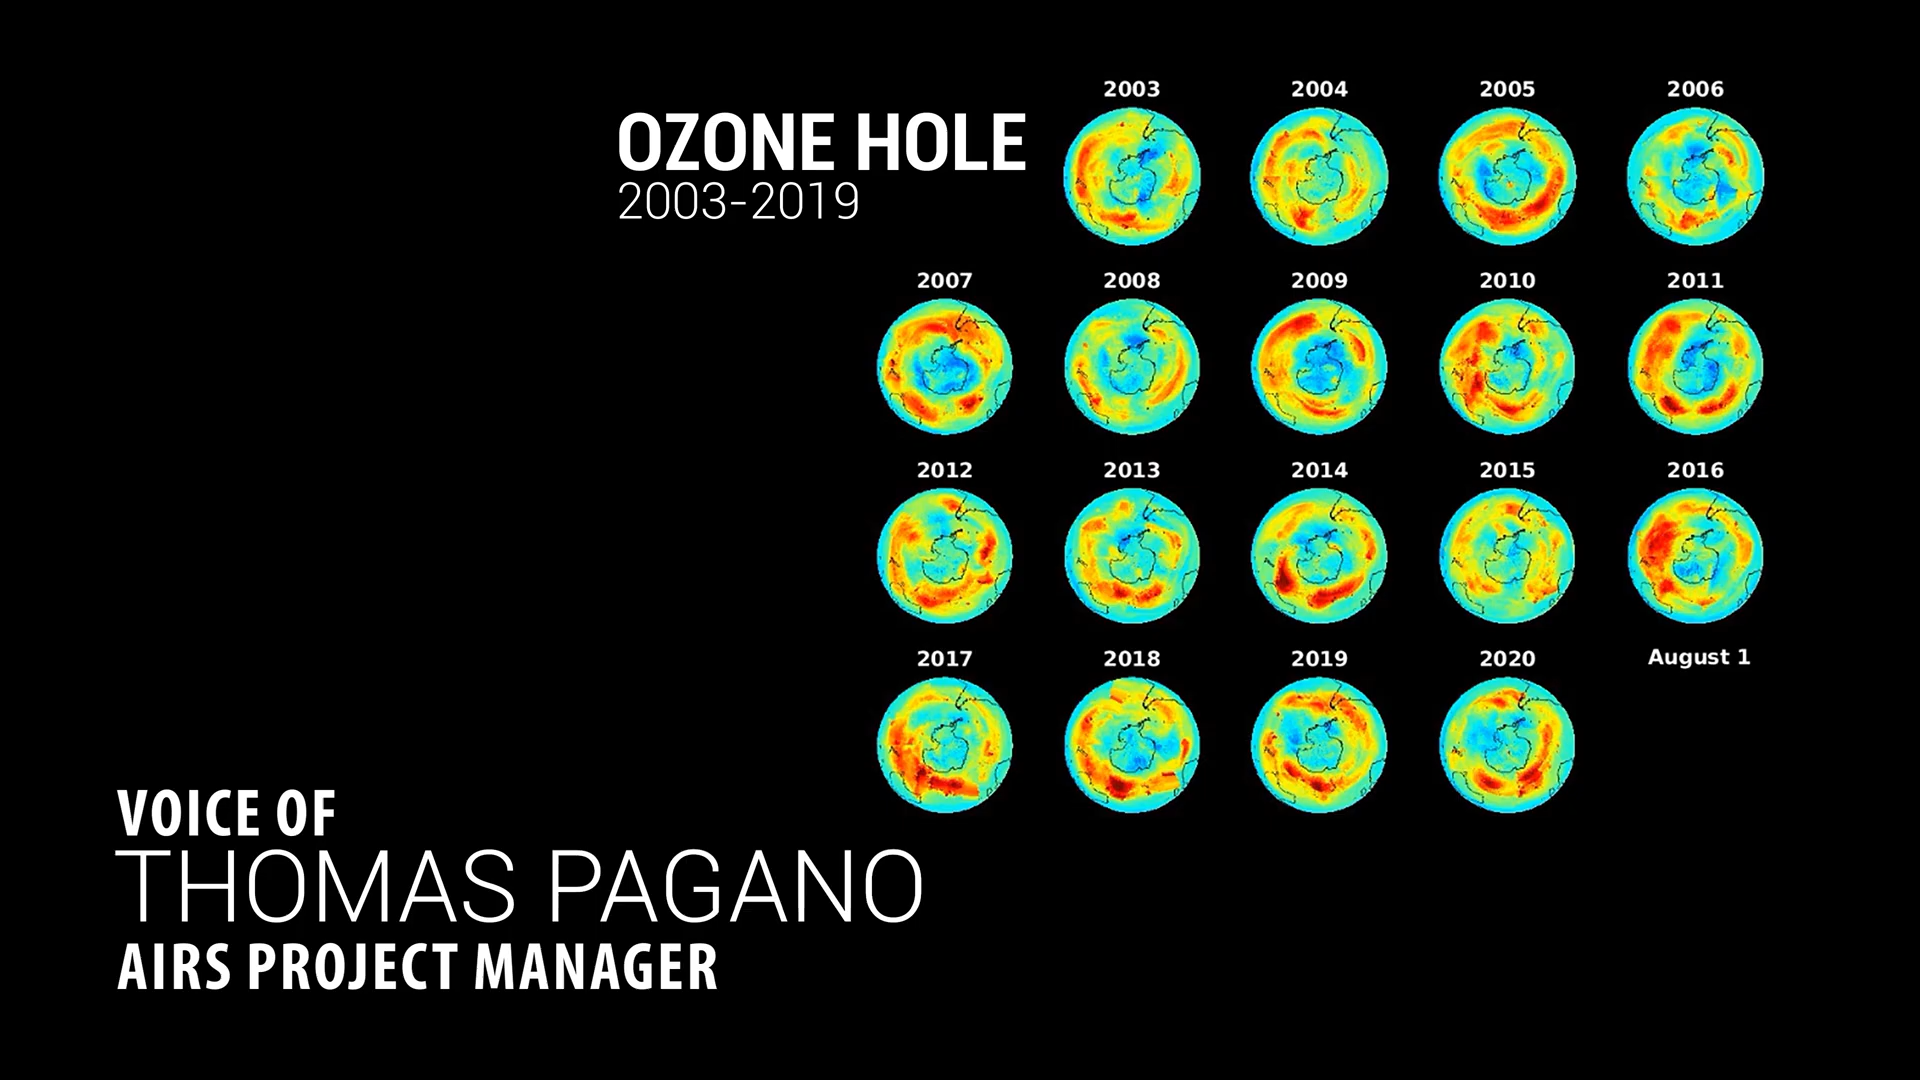 OZONE HOLE
2003-2019
2003 2004 2005 2006
2007 2008 2009 2010 2011
2012 2013 2014 2015 2016
2017 2018 2019 2020 August 1
VOICE OF
THOMAS PAGANO
AIRS PROJECT MANAGER